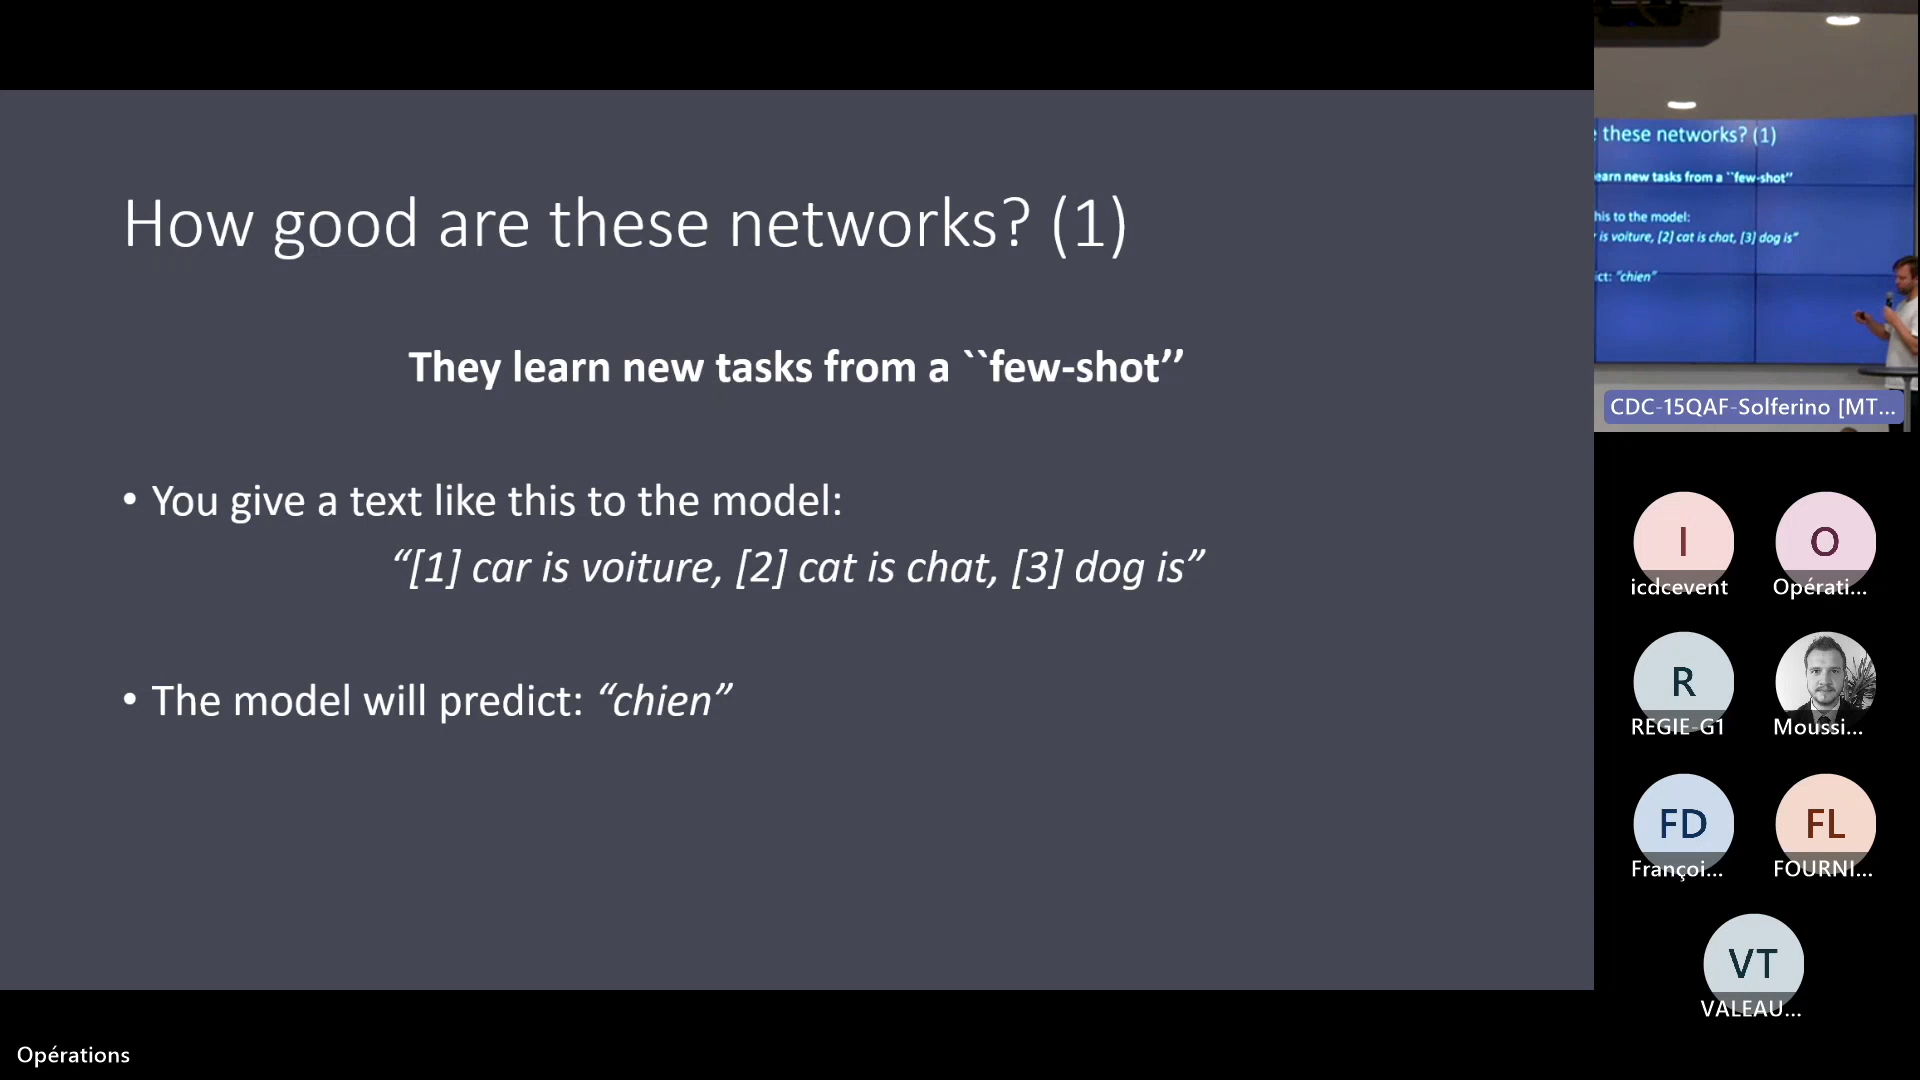 How good are these networks? (1)
They learn new tasks from a ``few-shot’’
• You give a text like this to the model:
“[1] car is voiture, [2] cat is chat, [3] dog is”
• The model will predict: “chien”
Opérations
these networks? (1)
earn new tasks from a ``few-shot’’
his to the model:
is voiture, [2] cat is chat, [3] dog is”
ct: “chien”
CDC-15QAF-Solferino [MT...
I
icdcevent
O
Opérati...
R
REGIE-G1
Moussi...
FD
Françoi...
FL
FOURNI...
VT
VALEAU...